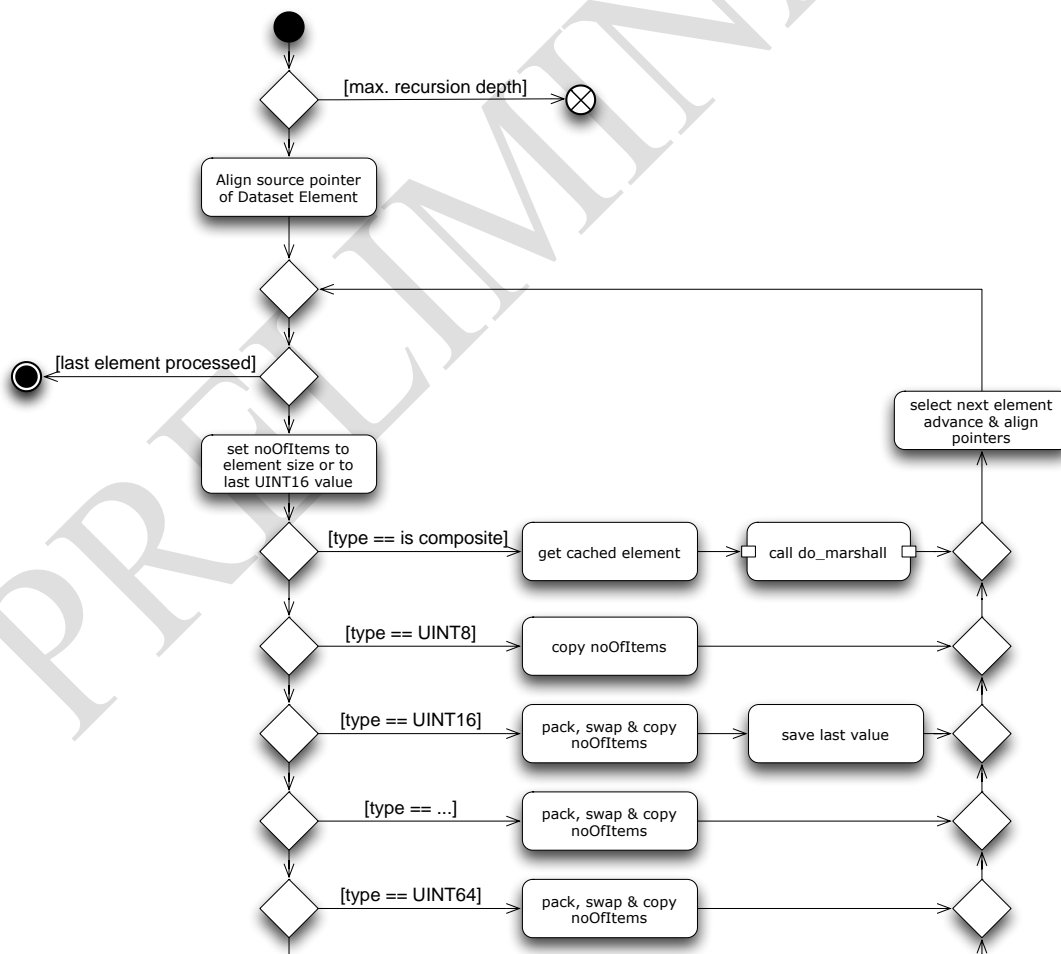 [max. recursion depth]
Align source pointer
of Dataset Element
[last element processed]
select next element
advance & align
pointers
set noOfItems to
element size or to
last UINT16 value
[type == is composite]
get cached element
call do_marshall
[type == UINT8]
copy noOfItems
[type == UINT16]
pack, swap & copy
noOfItems
save last value
[type == ...]
pack, swap & copy
noOfItems
[type == UINT64]
pack, swap & copy
noOfItems